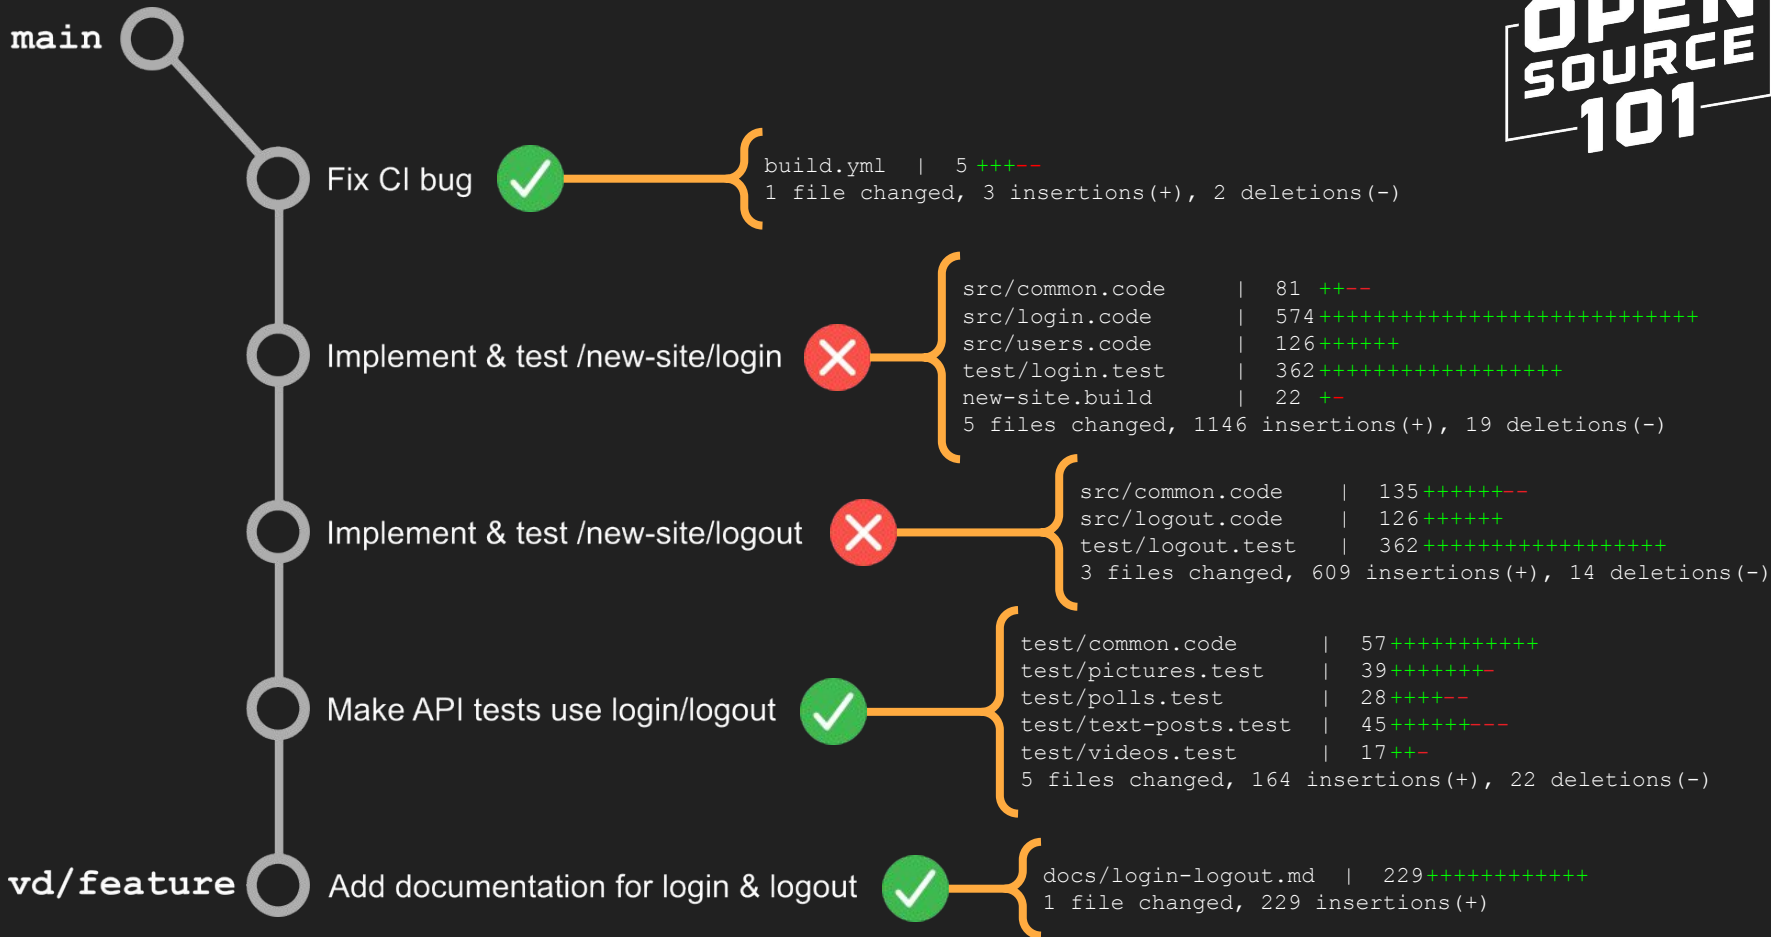 main
OPEN
SOURCE
101
Fix CI bug
build.yml | 5 +++--
1 file changed, 3 insertions(+), 2 deletions(-)
Implement & test /new-site/login
src/common.code | 81 ++--
src/login.code | 574++++++++++++++++++++++++++++
src/users.code | 126++++++
test/login.test | 362++++++++++++++++++
new-site.build | 22 +-
5 files changed, 1146 insertions(+), 19 deletions(-)
Implement & test /new-site/logout
src/common.code | 135++++++--
src/logout.code | 126++++++
test/logout.test | 362++++++++++++++++++
3 files changed, 609 insertions(+), 14 deletions(-)
Make API tests use login/logout
test/common.code | 57+++++++++++
test/pictures.test | 39+++++++-
test/polls.test | 28++++--
test/text-posts.test | 45++++++---
test/videos.test | 17++-
5 files changed, 164 insertions(+), 22 deletions(-)
vd/feature
Add documentation for login & logout
docs/login-logout.md | 229++++++++++++
1 file changed, 229 insertions(+)